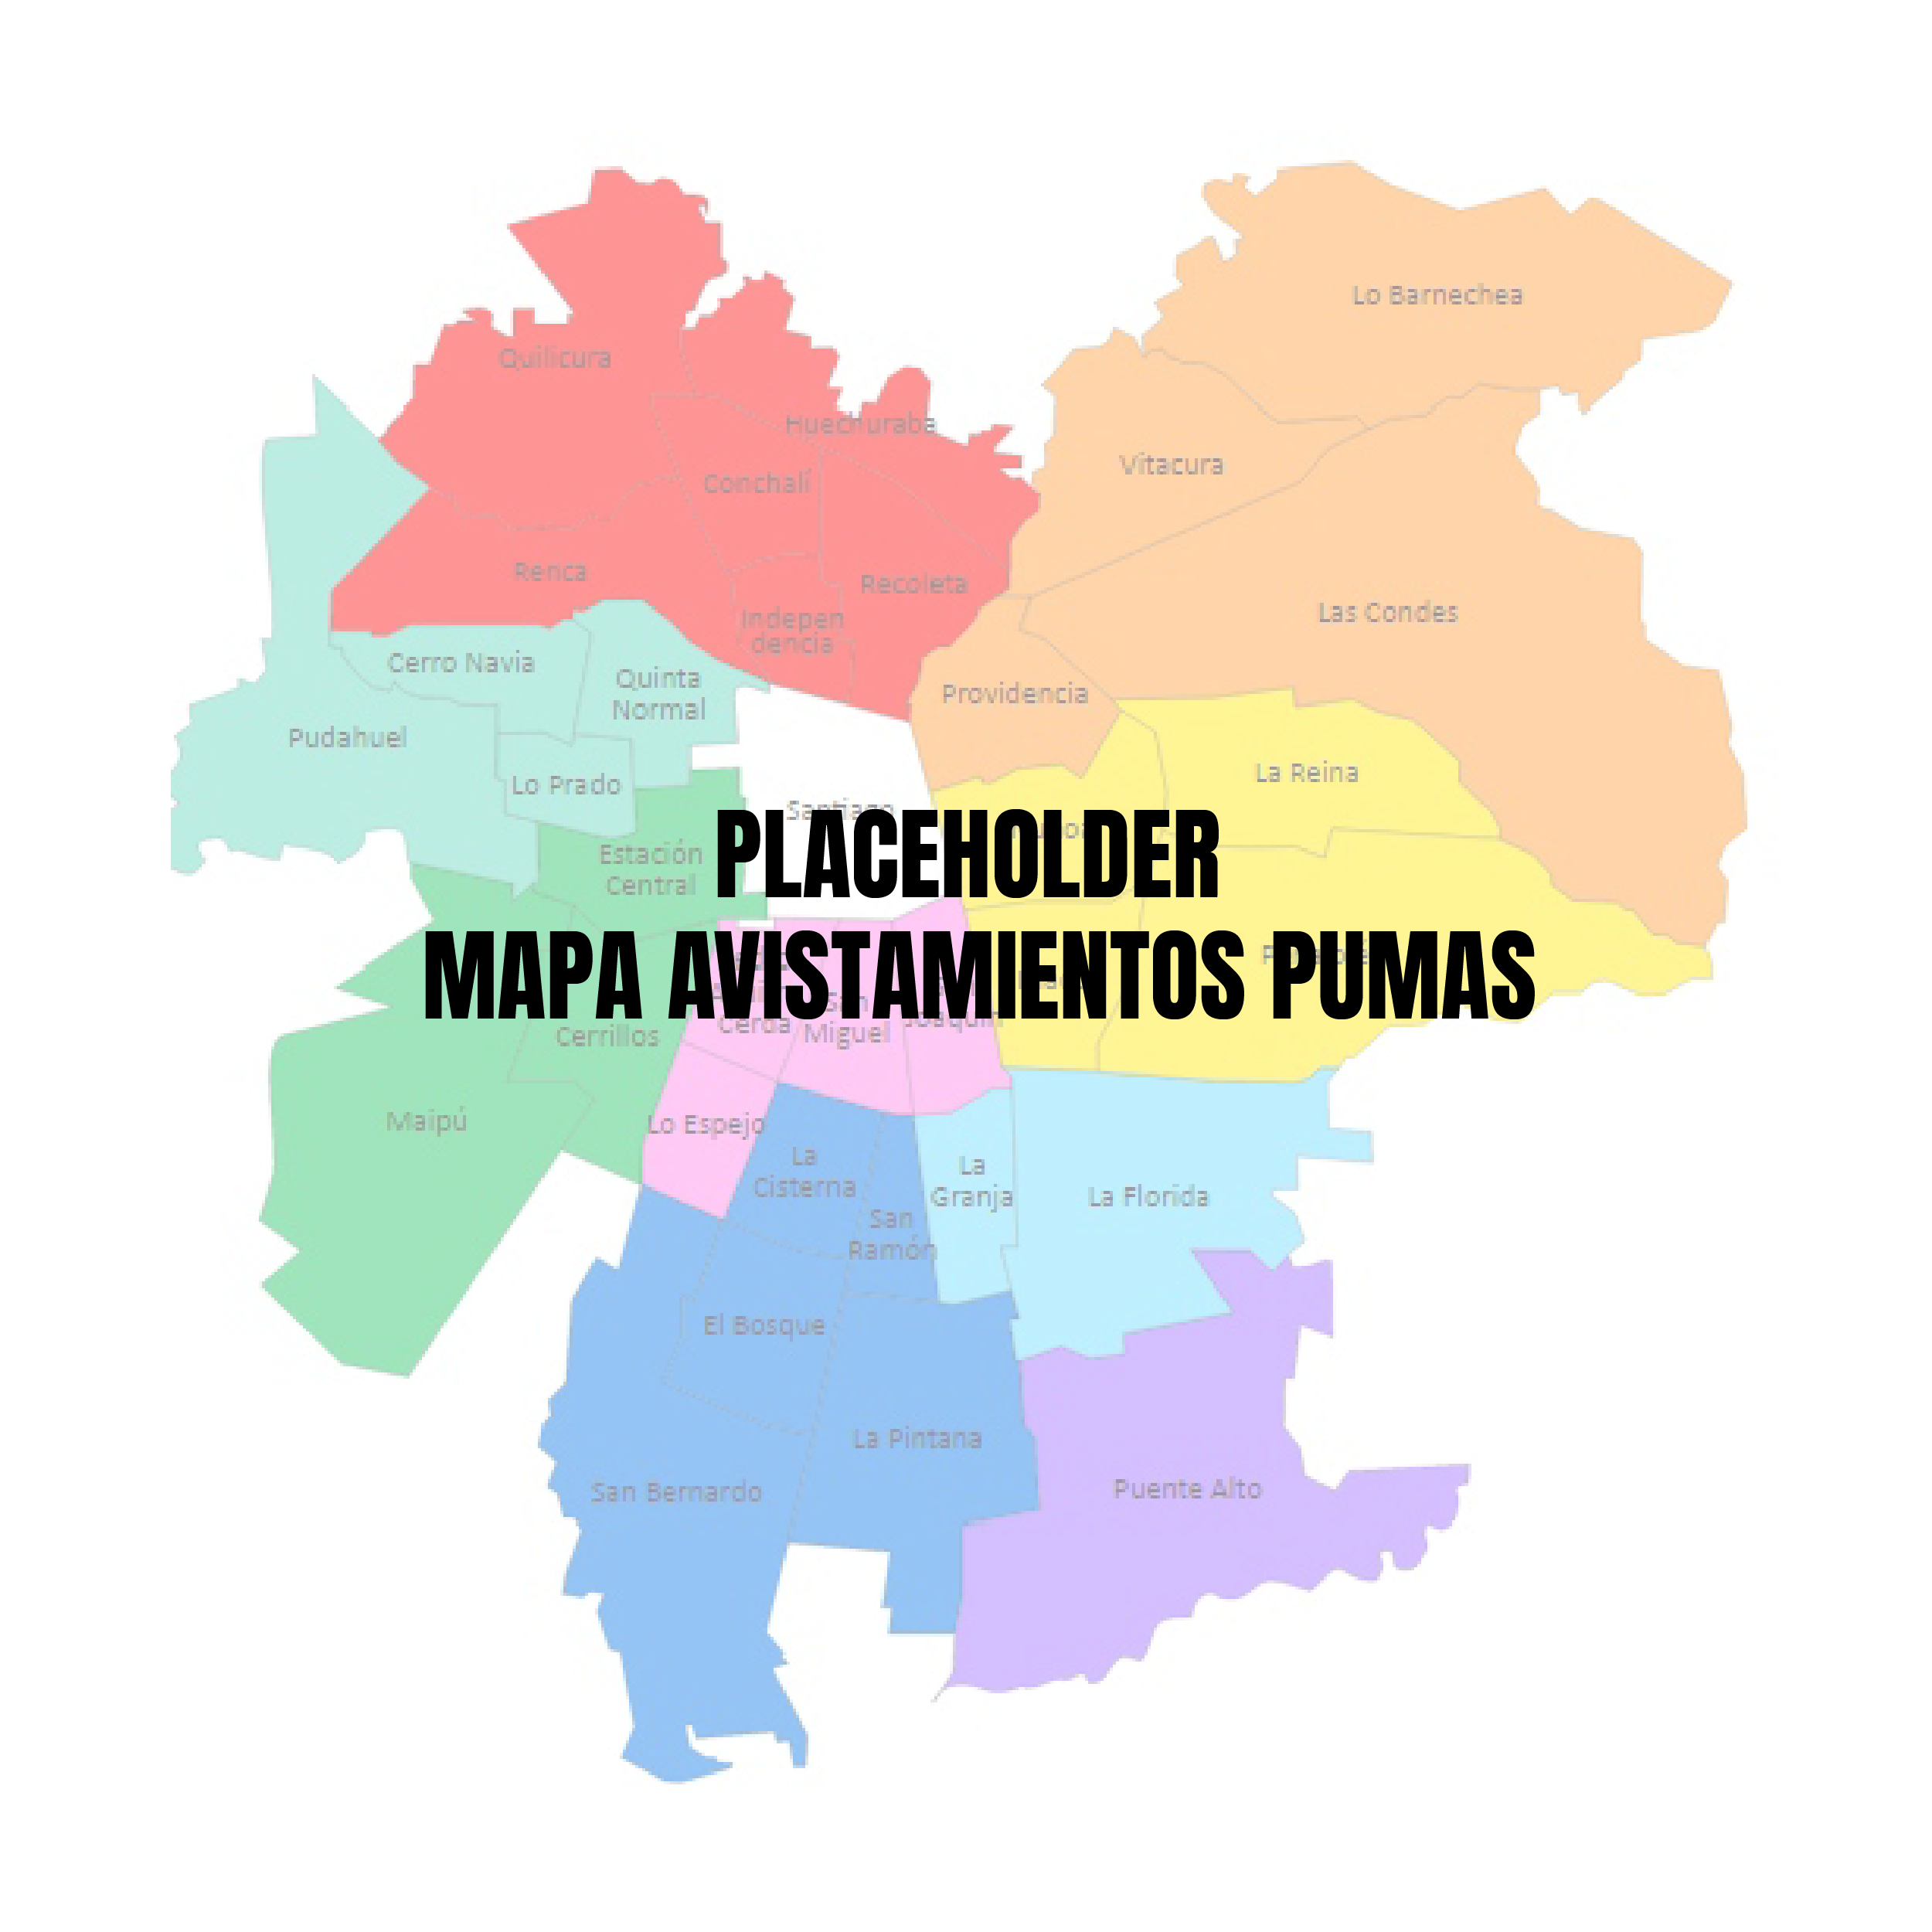 Lo Barnechea
Quilicura
Huechuraba
Vitacura
Conchalí
Renca
Recoleta
Las Condes
Indepen
dencia
Cerro Navia
Quinta
Normal
Providencia
Pudahuel
La Reina
Lo Prado
Santiago
PLACEHOLDER
Estación
Central
MAPA AVISTAMIENTOS PUMAS
Cerda
San
Miguel
Joaquín
Cerrillos
Maipú
Lo Espejo
La
Cisterna
La
Granja
La Florida
San
Ramón
El Bosque
La Pintana
Puente Alto
San Bernardo